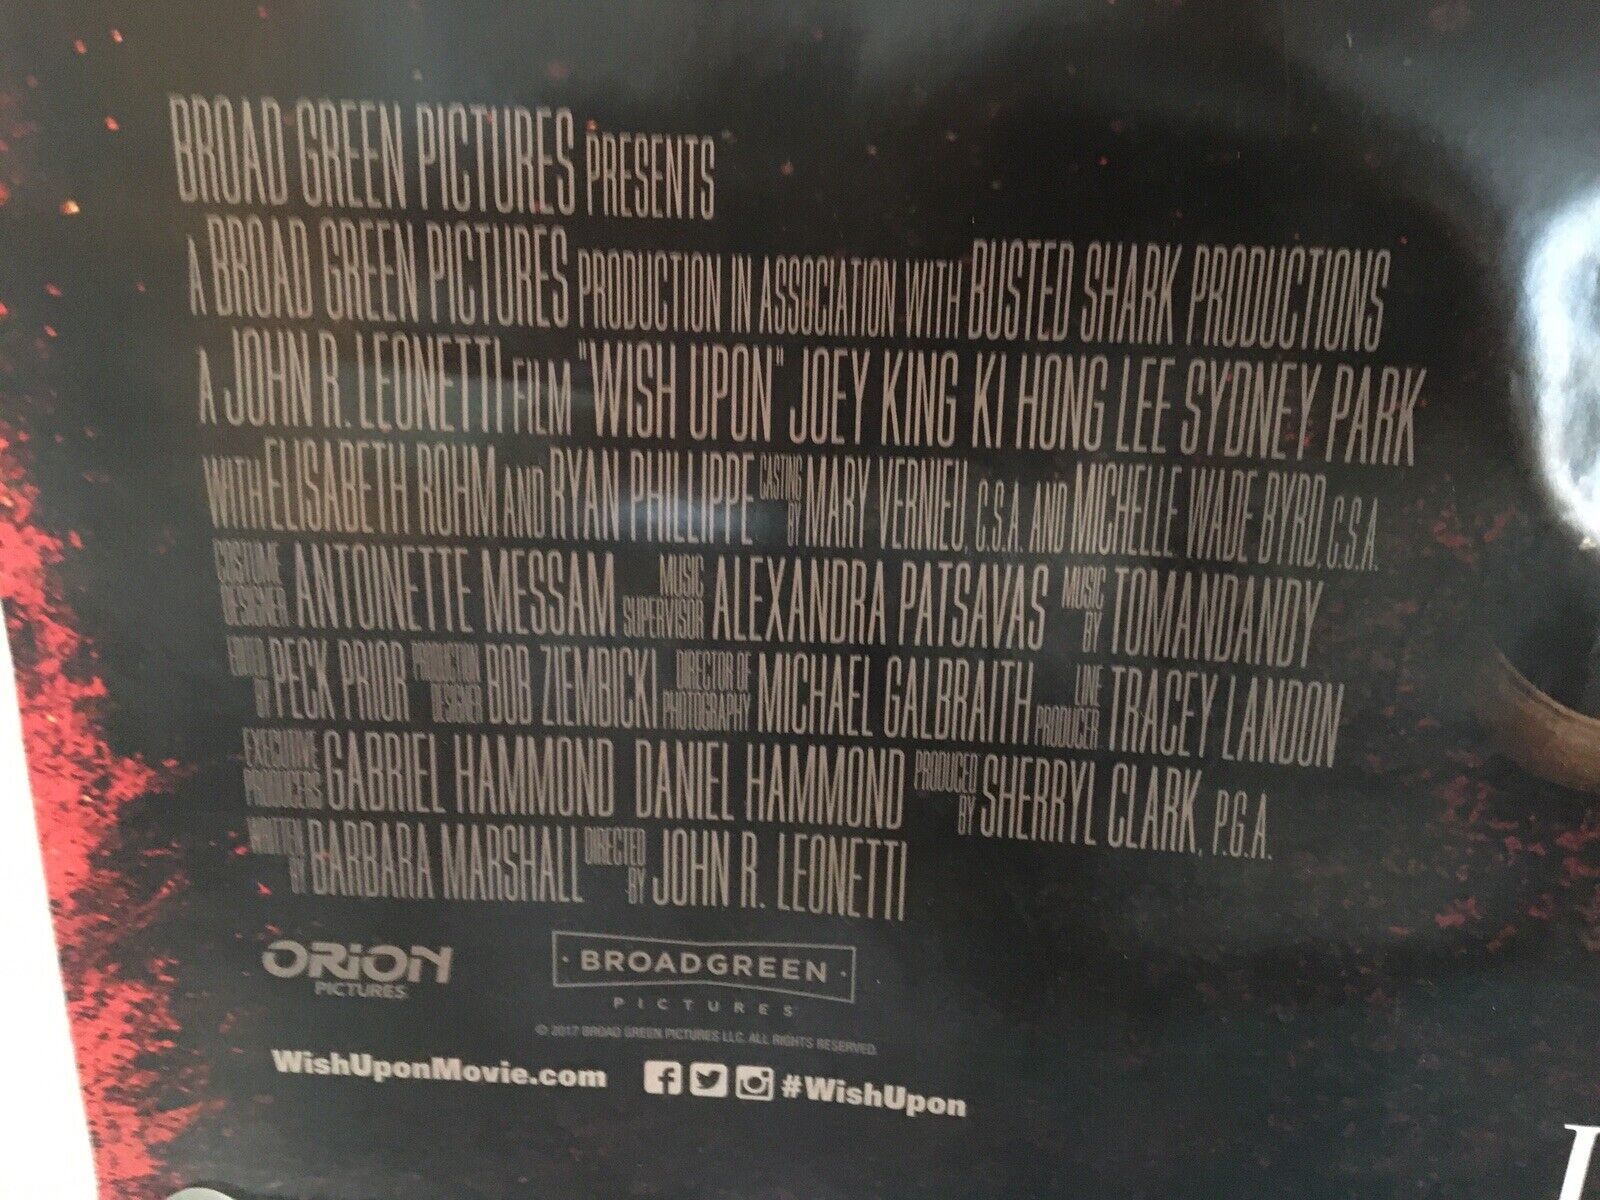 BROAD GREEN PICTURES PRESENTS
A BROAD GREEN PICTURES PRODUCTION IN ASSOCIATION WITH BUSTED SHARK PRODUCTIONS
A JOHN R. LEONETTI FILM "WISH UPON" JOEY KING KI HONG LEE SYDNEY PARK
WITH ELISABETH ROHM AND RYAN PHILLIPPE CASTING BY MARY VERNIEU, C.S.A. AND MICHELLE WADE BYRD, C.S.A.
COSTUME DESIGNER ANTOINETTE MESSAM MUSIC SUPERVISOR ALEXANDRA PATSAVAS MUSIC BY TOMANDANDY
EDITED BY PECK PRIOR PRODUCTION DESIGNER BOB ZIEMBICKI DIRECTOR OF PHOTOGRAPHY MICHAEL GALBRAITH LINE PRODUCER TRACEY LANDON
EXECUTIVE PRODUCERS GABRIEL HAMMOND DANIEL HAMMOND PRODUCED BY SHERRYL CLARK, P.G.A.
WRITTEN BY BARBARA MARSHALL DIRECTED BY JOHN R. LEONETTI
ORION PICTURES
· BROAD GREEN ·
PICTURES
© 2017 BROAD GREEN PICTURES LLC. ALL RIGHTS RESERVED.
WishUponMovie.com #WishUpon